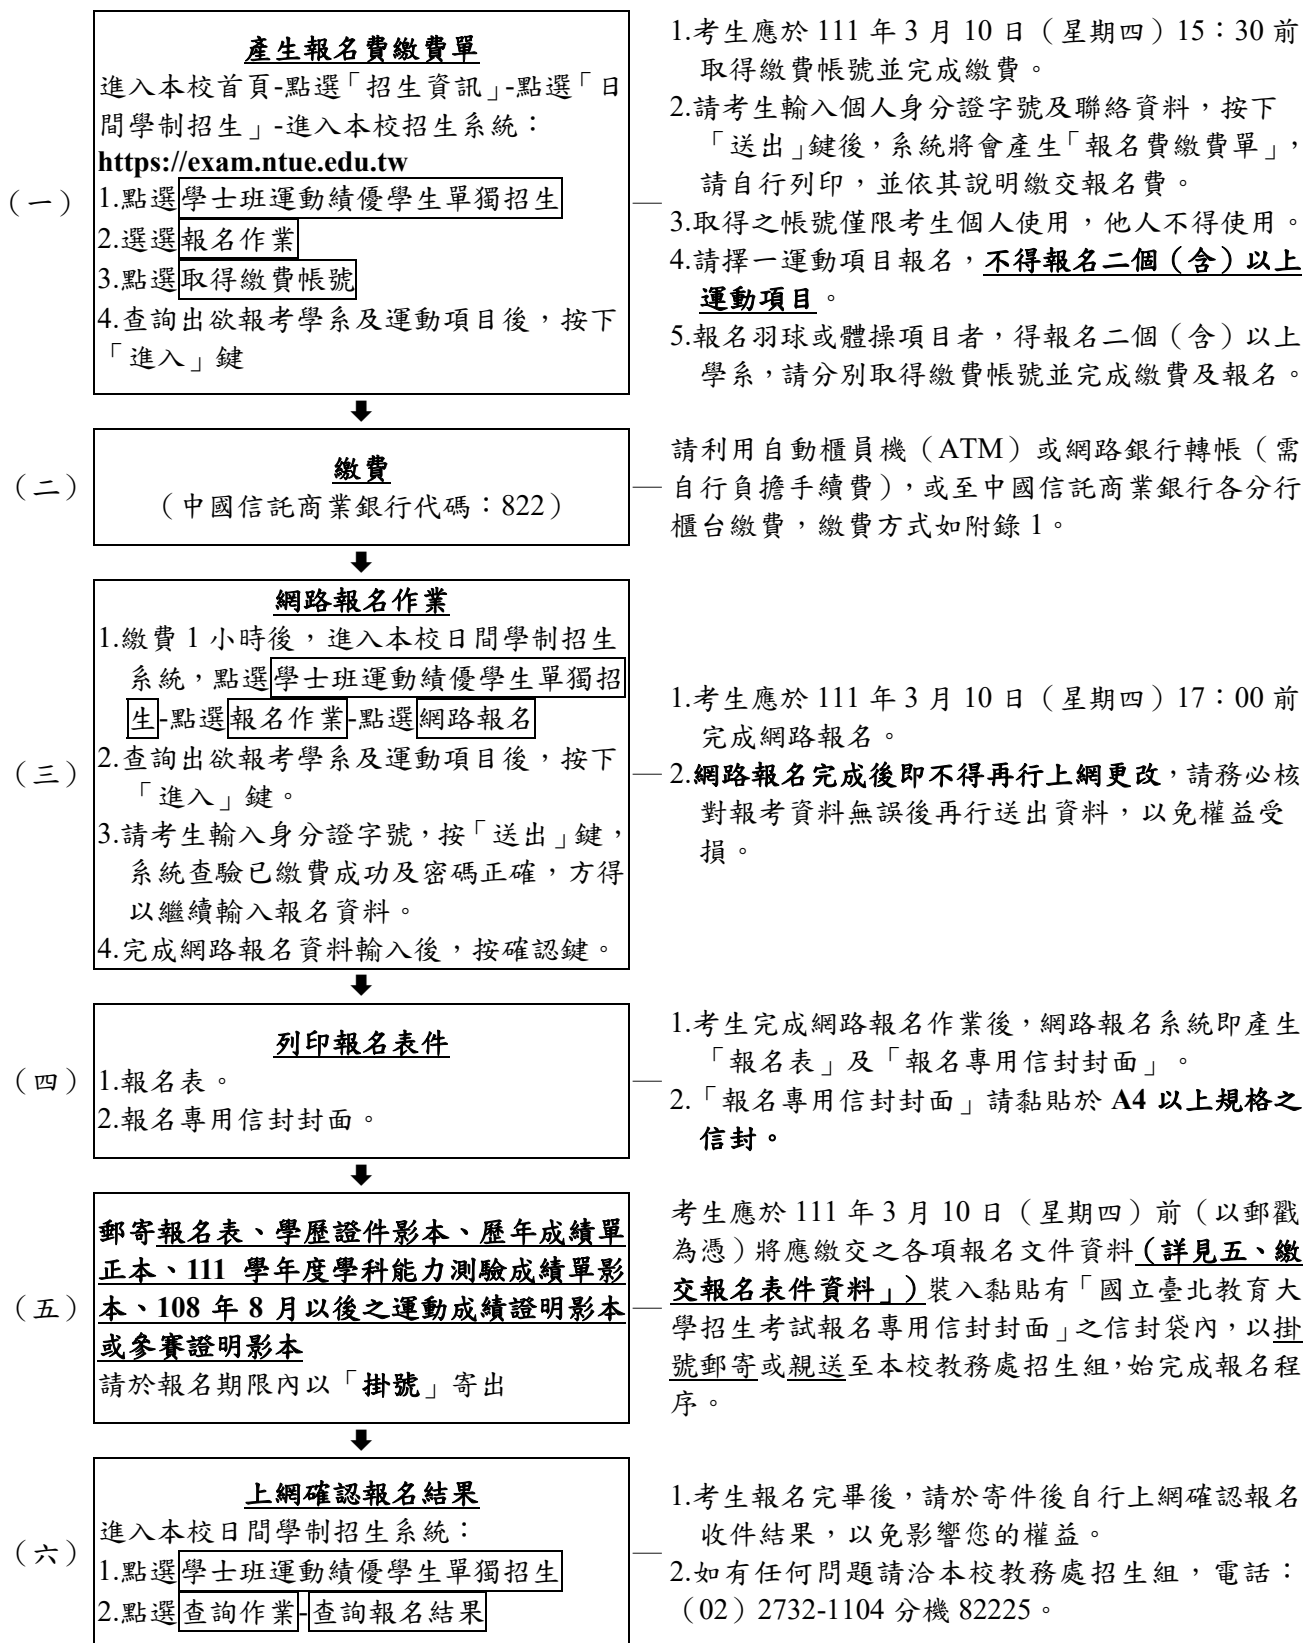 產生報名費繳費單
進入本校首頁-點選「招生資訊」-點選「日
間學制招生」-進入本校招生系統：
https://exam.ntue.edu.tw
（一）
1.點選學士班運動績優學生單獨招生
2.選選報名作業
3.點選取得繳費帳號
4.查詢出欲報考學系及運動項目後，按下
「進入」鍵
—
1.考生應於 111 年 3 月 10 日（星期四）15：30 前
取得繳費帳號並完成繳費。
2.請考生輸入個人身分證字號及聯絡資料，按下
「送出」鍵後，系統將會產生「報名費繳費單」，
請自行列印，並依其說明繳交報名費。
3.取得之帳號僅限考生個人使用，他人不得使用。
4.請擇一運動項目報名，不得報名二個（含）以上
運動項目。
5.報名羽球或體操項目者，得報名二個（含）以上
學系，請分別取得繳費帳號並完成繳費及報名。
（二）
繳費
（中國信託商業銀行代碼：822）
—
請利用自動櫃員機（ATM）或網路銀行轉帳（需
自行負擔手續費），或至中國信託商業銀行各分行
櫃台繳費，繳費方式如附錄 1。
（三）
網路報名作業
1.繳費 1 小時後，進入本校日間學制招生
系統，點選學士班運動績優學生單獨招
生-點選報名作業-點選網路報名
2.查詢出欲報考學系及運動項目後，按下
「進入」鍵。
3.請考生輸入身分證字號，按「送出」鍵，
系統查驗已繳費成功及密碼正確，方得
以繼續輸入報名資料。
4.完成網路報名資料輸入後，按確認鍵。
—
1.考生應於 111 年 3 月 10 日（星期四）17：00 前
完成網路報名。
2.網路報名完成後即不得再行上網更改，請務必核
對報考資料無誤後再行送出資料，以免權益受
損。
（四）
列印報名表件
1.報名表。
2.報名專用信封封面。
—
1.考生完成網路報名作業後，網路報名系統即產生
「報名表」及「報名專用信封封面」。
2.「報名專用信封封面」請黏貼於 A4 以上規格之
信封。
（五）
郵寄報名表、學歷證件影本、歷年成績單
正本、111 學年度學科能力測驗成績單影
本、108 年 8 月以後之運動成績證明影本
或參賽證明影本
請於報名期限內以「掛號」寄出
—
考生應於 111 年 3 月 10 日（星期四）前（以郵戳
為憑）將應繳交之各項報名文件資料（詳見五、繳
交報名表件資料」）裝入黏貼有「國立臺北教育大
學招生考試報名專用信封封面」之信封袋內，以掛
號郵寄或親送至本校教務處招生組，始完成報名程
序。
（六）
上網確認報名結果
進入本校日間學制招生系統：
1.點選學士班運動績優學生單獨招生
2.點選查詢作業-查詢報名結果
—
1.考生報名完畢後，請於寄件後自行上網確認報名
收件結果，以免影響您的權益。
2.如有任何問題請洽本校教務處招生組，電話：
（02）2732-1104 分機 82225。